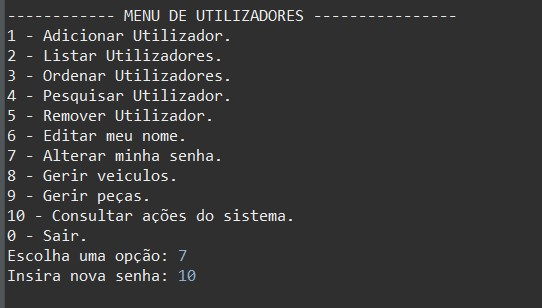 ------------ MENU DE UTILIZADORES ----------------
1 - Adicionar Utilizador.
2 - Listar Utilizadores.
3 - Ordenar Utilizadores.
4 - Pesquisar Utilizador.
5 - Remover Utilizador.
6 - Editar meu nome.
7 - Alterar minha senha.
8 - Gerir veiculos.
9 - Gerir peças.
10 - Consultar ações do sistema.
0 - Sair.
Escolha uma opção: 7
Insira nova senha: 10